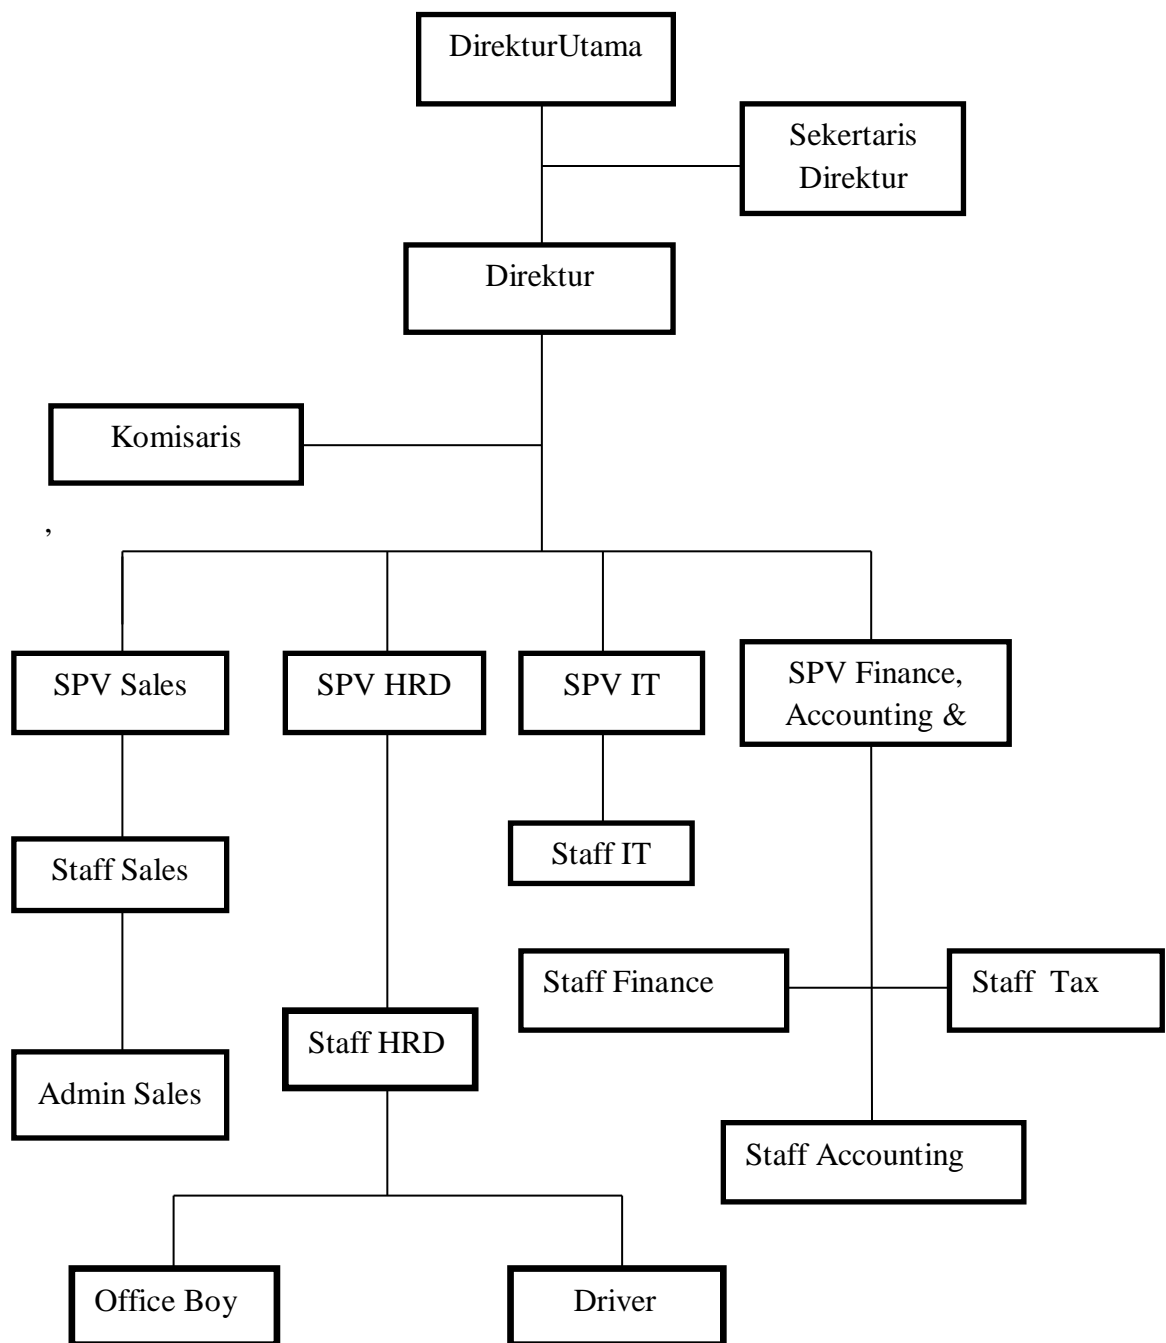 DirekturUtama
Sekertaris
Direktur
Direktur
Komisaris
,
SPV Sales
SPV HRD
SPV IT
SPV Finance,
Accounting &
Staff Sales
Staff IT
Staff Finance
Staff  Tax
Staff HRD
Admin Sales
Staff Accounting
Office Boy
Driver